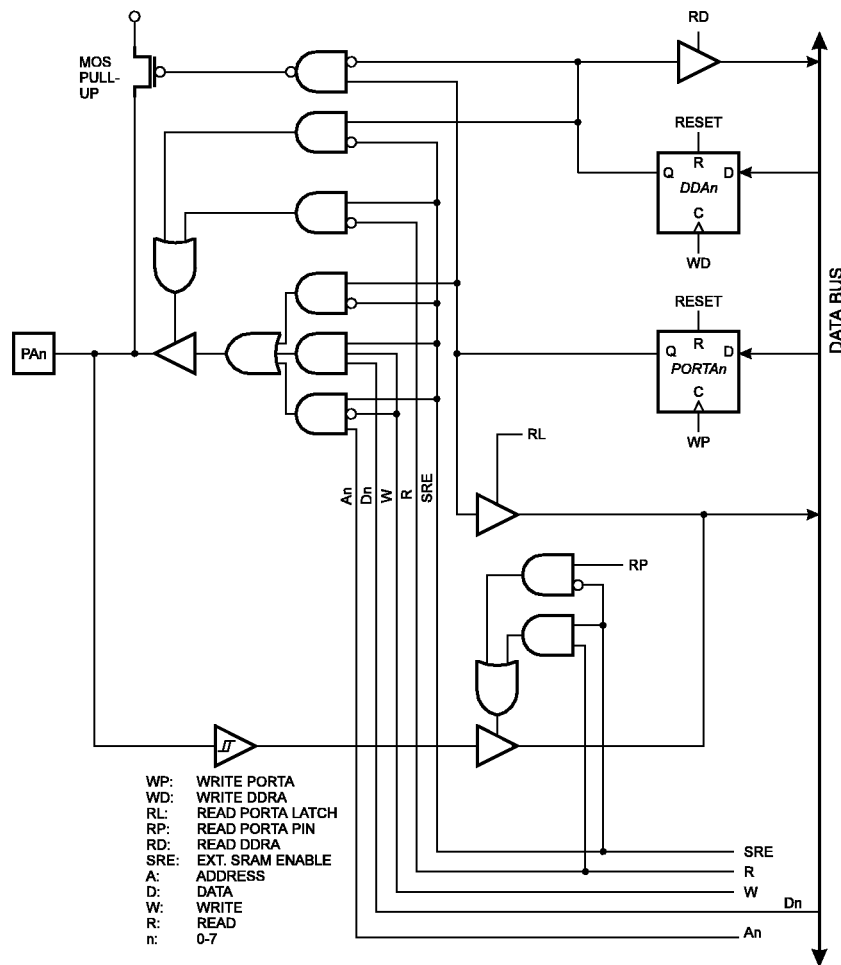 RD
MOS
PULL-
UP
RESET
R
Q
D
DDAn
C
WD
DATA BUS
RESET
R
PAn
Q
D
PORTAn
C
WP
RL
An
Dn
W
R
SRE
RP
WP: WRITE PORTA
WD: WRITE DDRA
RL: READ PORTA LATCH
RP: READ PORTA PIN
RD: READ DDRA
SRE: EXT. SRAM ENABLE
A: ADDRESS
D: DATA
W: WRITE
R: READ
n: 0-7
SRE
R
W
Dn
An